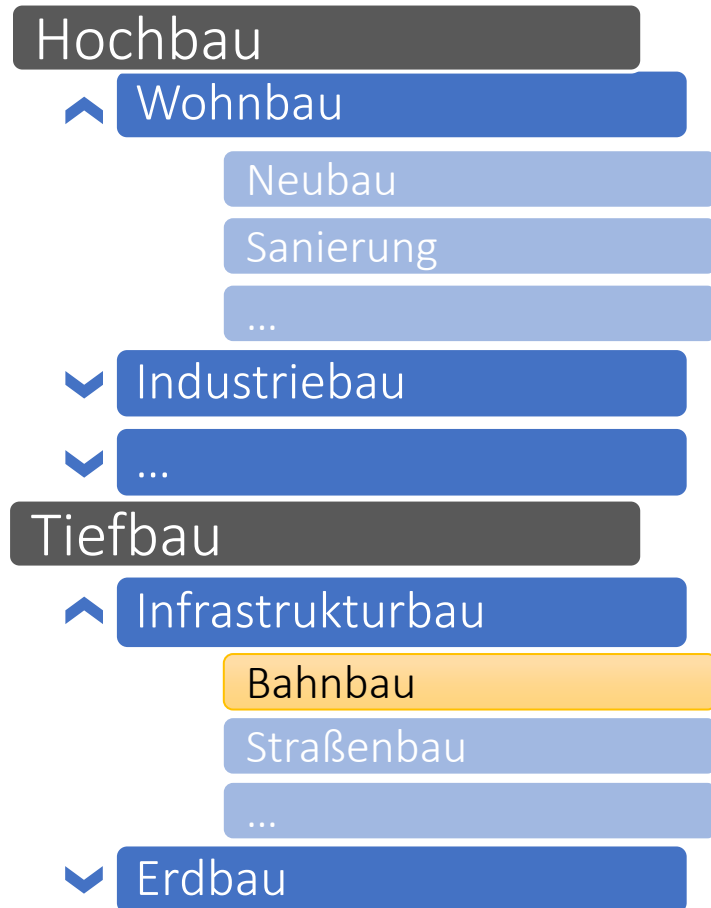 Hochbau
Wohnbau
Neubau
Sanierung
...
Industriebau
...
Tiefbau
Infrastrukturbau
Bahnbau
Straßenbau
...
Erdbau